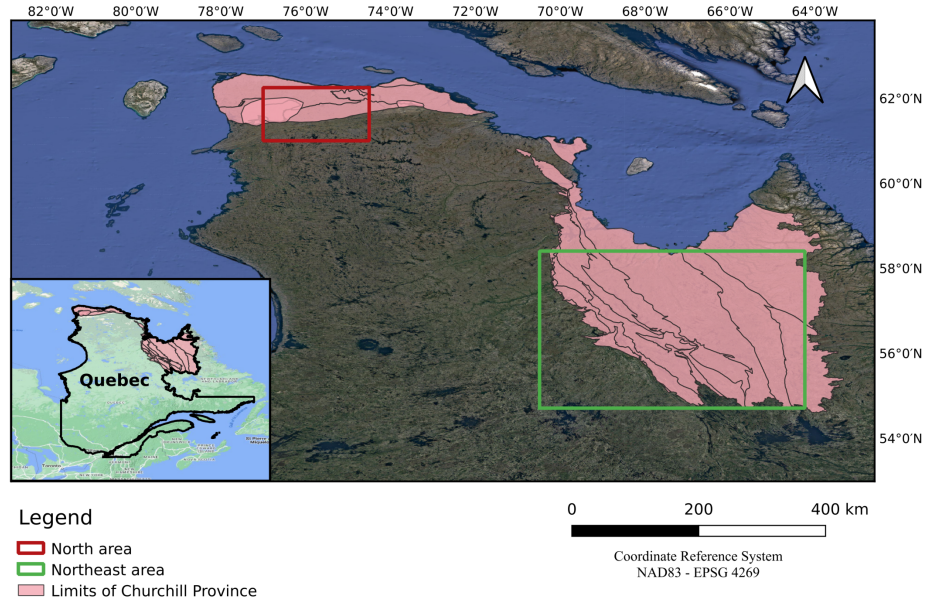 82°0′W 80°0′W 78°0′W 76°0′W 74°0′W 72°0′W 70°0′W 68°0′W 66°0′W 64°0′W
62°0′N
60°0′N
58°0′N
56°0′N
54°0′N
Quebec
Toronto
Legend
North area
Northeast area
Limits of Churchill Province
0 200 400 km
Coordinate Reference System
NAD83 - EPSG 4269